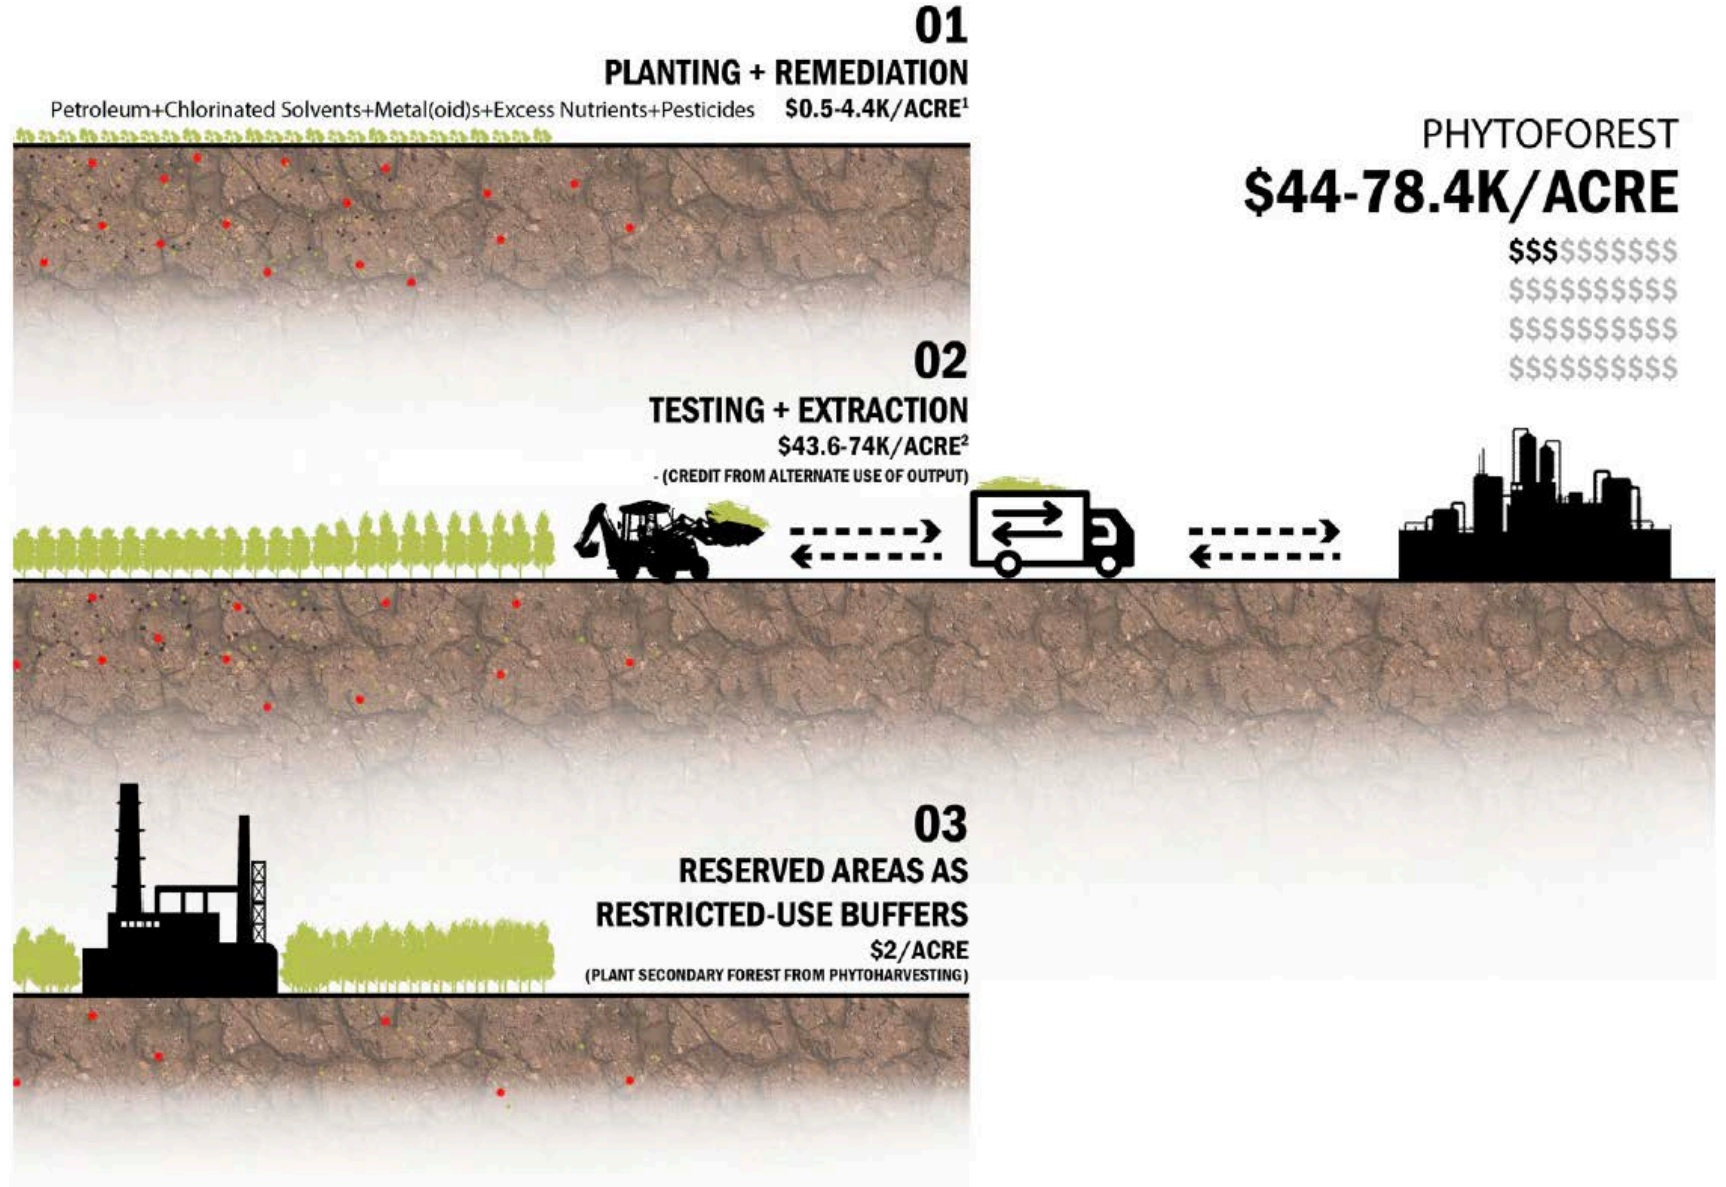 01
PLANTING + REMEDIATION
Petroleum+Chlorinated Solvents+Metal(oid)s+Excess Nutrients+Pesticides $0.5-4.4K/ACRE¹
PHYTOFOREST
$44-78.4K/ACRE
$$$$$$$$$$
$$$$$$$$$$
$$$$$$$$$$
$$$$$$$$$$
02
TESTING + EXTRACTION
$43.6-74K/ACRE²
- (CREDIT FROM ALTERNATE USE OF OUTPUT)
03
RESERVED AREAS AS
RESTRICTED-USE BUFFERS
$2/ACRE
(PLANT SECONDARY FOREST FROM PHYTOHARVESTING)